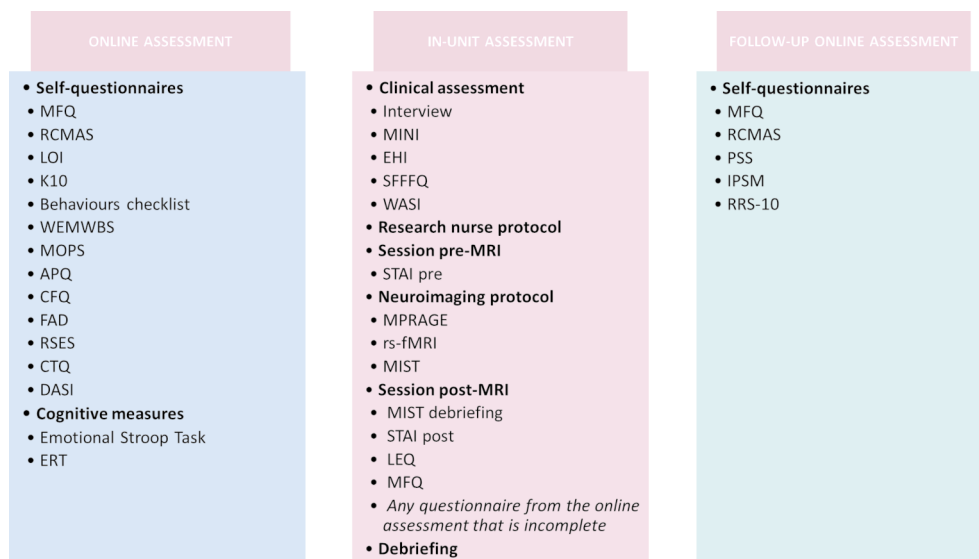 ONLINE ASSESSMENT
• Self-questionnaires
• MFQ
• RCMAS
• LOI
• K10
• Behaviours checklist
• WEMWBS
• MOPS
• APQ
• CFQ
• FAD
• RSES
• CTQ
• DASI
• Cognitive measures
• Emotional Stroop Task
• ERT
IN-UNIT ASSESSMENT
• Clinical assessment
• Interview
• MINI
• EHI
• SFFFQ
• WASI
• Research nurse protocol
• Session pre-MRI
• STAI pre
• Neuroimaging protocol
• MPRAGE
• rs-fMRI
• MIST
• Session post-MRI
• MIST debriefing
• STAI post
• LEQ
• MFQ
• Any questionnaire from the online
assessment that is incomplete
• Debriefing
FOLLOW-UP ONLINE ASSESSMENT
• Self-questionnaires
• MFQ
• RCMAS
• PSS
• IPSM
• RRS-10